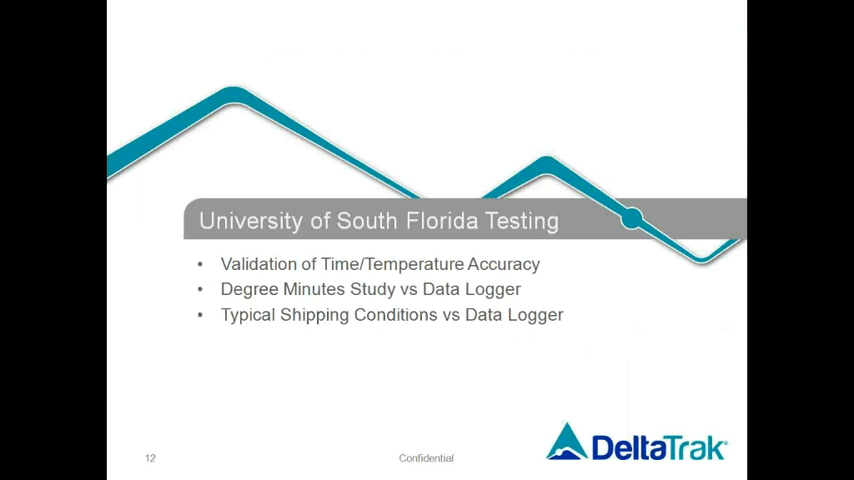 University of South Florida Testing
• Validation of Time/Temperature Accuracy
• Degree Minutes Study vs Data Logger
• Typical Shipping Conditions vs Data Logger
12
Confidential
DeltaTrak®